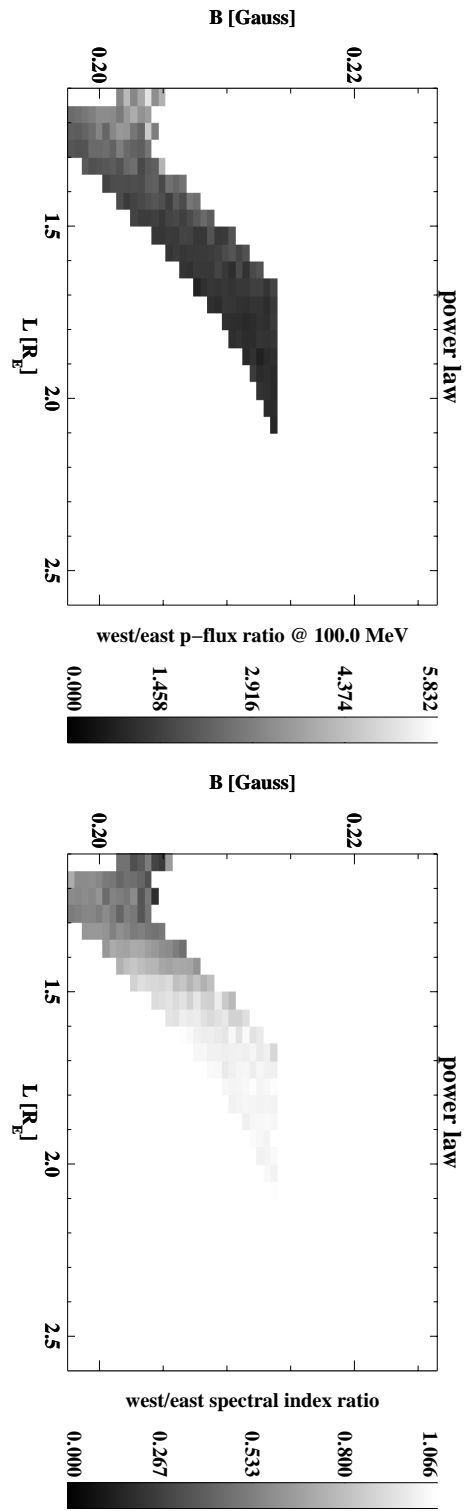 power law
B [Gauss]
0.22
0.20
1.5
2.0
2.5
L [R_E]
west/east p−flux ratio @ 100.0 MeV
5.832
4.374
2.916
1.458
0.000
power law
B [Gauss]
0.22
0.20
1.5
2.0
2.5
L [R_E]
west/east spectral index ratio
1.066
0.800
0.533
0.267
0.000